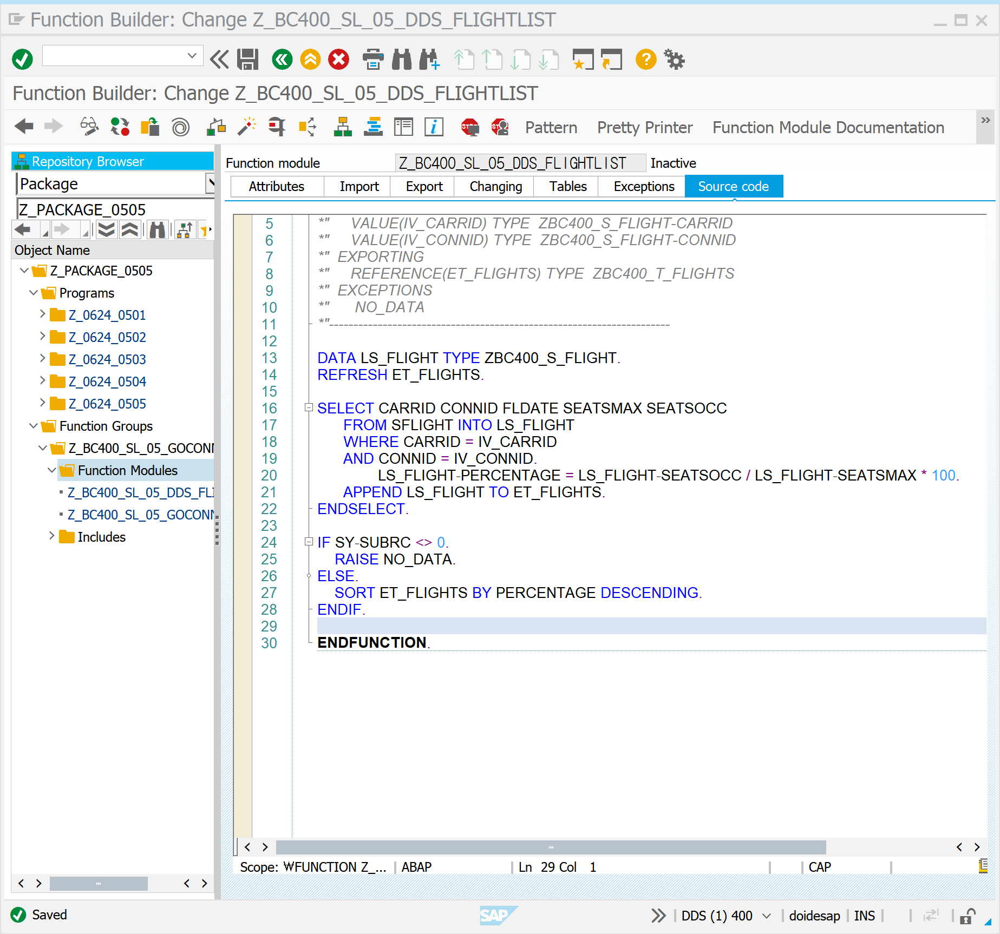 Function Builder: Change Z_BC400_SL_05_DDS_FLIGHTLIST
Function Builder: Change Z_BC400_SL_05_DDS_FLIGHTLIST
Pattern Pretty Printer Function Module Documentation
Repository Browser
Package
Z_PACKAGE_0505
Object Name
Z_PACKAGE_0505
Programs
Z_0624_0501
Z_0624_0502
Z_0624_0503
Z_0624_0504
Z_0624_0505
Function Groups
Z_BC400_SL_05_GOCONN
Function Modules
Z_BC400_SL_05_DDS_FLI
Z_BC400_SL_05_GOCONN
Includes
Function module Z_BC400_SL_05_DDS_FLIGHTLIST Inactive
Attributes Import Export Changing Tables Exceptions Source code
5 *" VALUE(IV_CARRID) TYPE ZBC400_S_FLIGHT-CARRID
6 *" VALUE(IV_CONNID) TYPE ZBC400_S_FLIGHT-CONNID
7 *" EXPORTING
8 *" REFERENCE(ET_FLIGHTS) TYPE ZBC400_T_FLIGHTS
9 *" EXCEPTIONS
10 *" NO_DATA
11 *"----------------------------------------------------------------------
12
13 DATA LS_FLIGHT TYPE ZBC400_S_FLIGHT.
14 REFRESH ET_FLIGHTS.
15
16 SELECT CARRID CONNID FLDATE SEATSMAX SEATSOCC
17 FROM SFLIGHT INTO LS_FLIGHT
18 WHERE CARRID = IV_CARRID
19 AND CONNID = IV_CONNID.
20 LS_FLIGHT-PERCENTAGE = LS_FLIGHT-SEATSOCC / LS_FLIGHT-SEATSMAX * 100.
21 APPEND LS_FLIGHT TO ET_FLIGHTS.
22 ENDSELECT.
23
24 IF SY-SUBRC <> 0.
25 RAISE NO_DATA.
26 ELSE.
27 SORT ET_FLIGHTS BY PERCENTAGE DESCENDING.
28 ENDIF.
29
30 ENDFUNCTION.
Scope: ₩FUNCTION Z_... ABAP Ln 29 Col 1 CAP
Saved SAP DDS (1) 400 doidesap INS